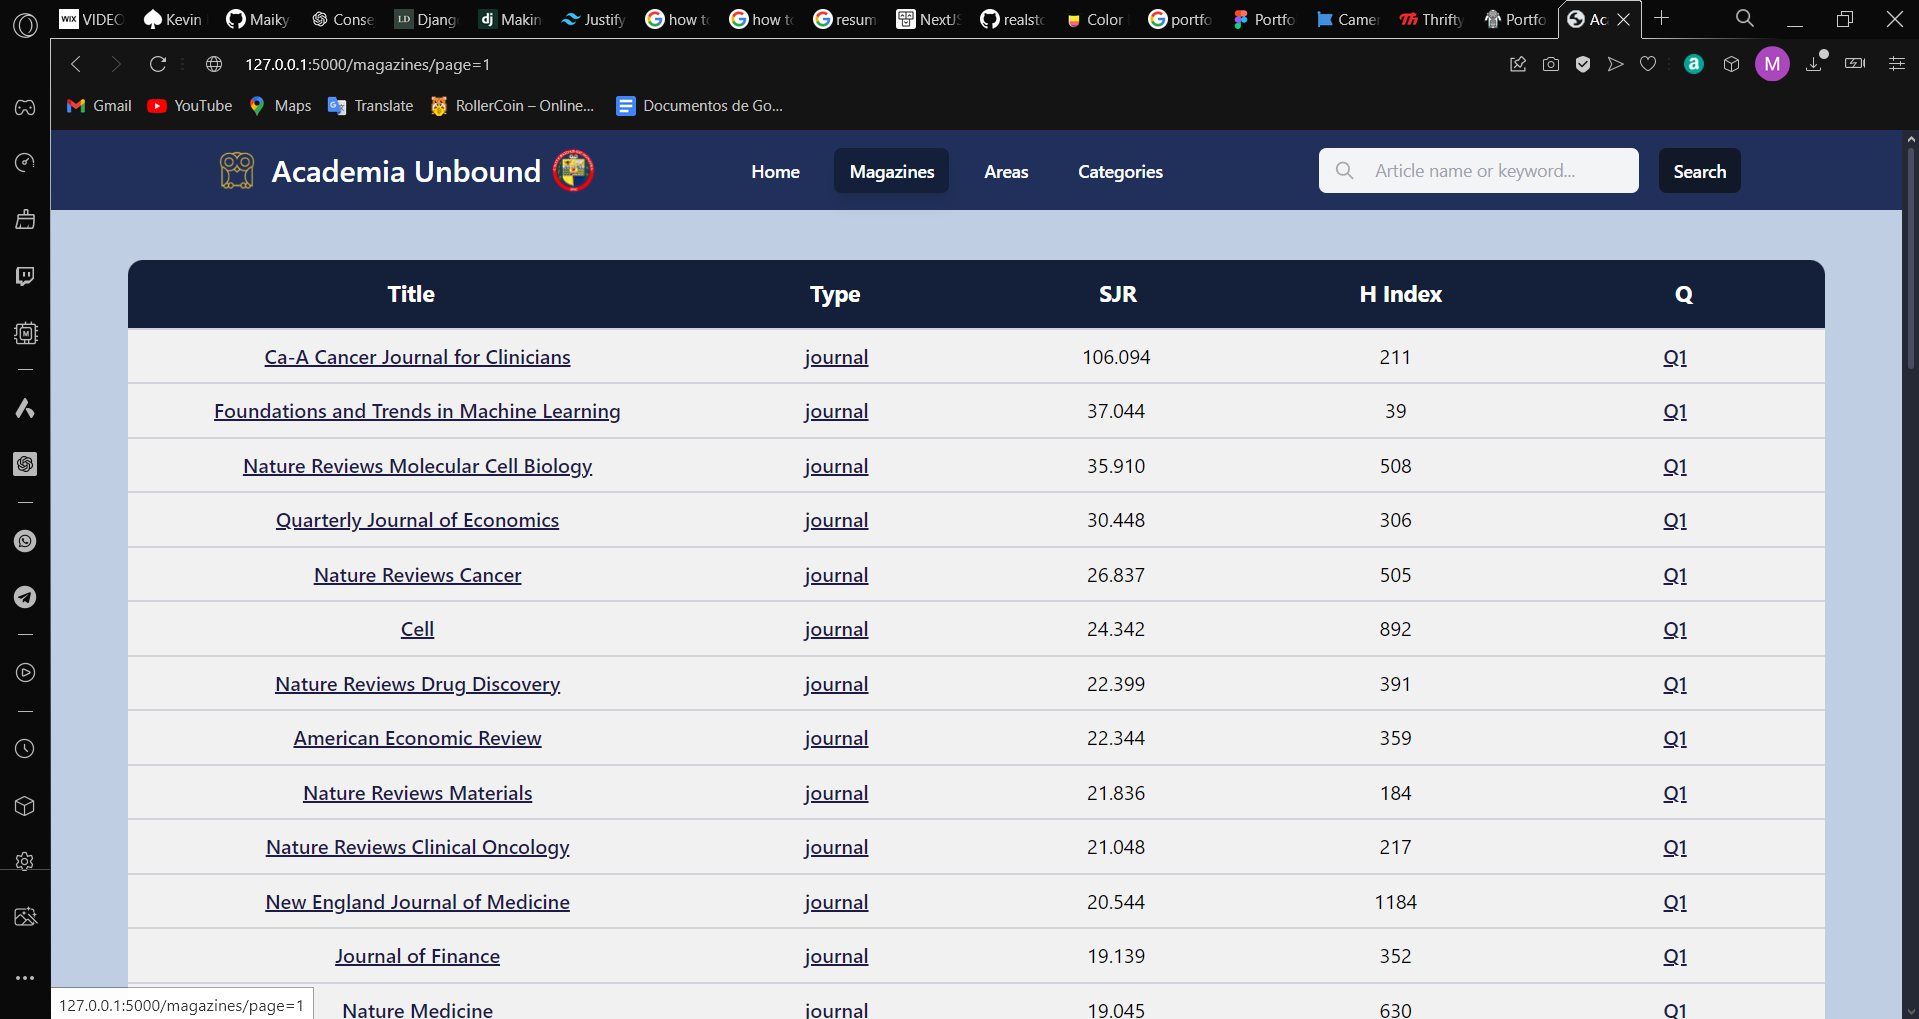 WIX VIDEO Kevin Maiky Conse LD Djang dj Makin Justify how to how to resum NextJS realsto Color portfo Portfo Camer Thrifty Portfo Ac
127.0.0.1:5000/magazines/page=1 a M
Gmail YouTube Maps Translate RollerCoin – Online... Documentos de Go...
Academia Unbound Home Magazines Areas Categories Article name or keyword... Search
Title Type SJR H Index Q
Ca-A Cancer Journal for Clinicians journal 106.094 211 Q1
Foundations and Trends in Machine Learning journal 37.044 39 Q1
Nature Reviews Molecular Cell Biology journal 35.910 508 Q1
Quarterly Journal of Economics journal 30.448 306 Q1
Nature Reviews Cancer journal 26.837 505 Q1
Cell journal 24.342 892 Q1
Nature Reviews Drug Discovery journal 22.399 391 Q1
American Economic Review journal 22.344 359 Q1
Nature Reviews Materials journal 21.836 184 Q1
Nature Reviews Clinical Oncology journal 21.048 217 Q1
New England Journal of Medicine journal 20.544 1184 Q1
Journal of Finance journal 19.139 352 Q1
Nature Medicine journal 19.045 630 Q1
127.0.0.1:5000/magazines/page=1